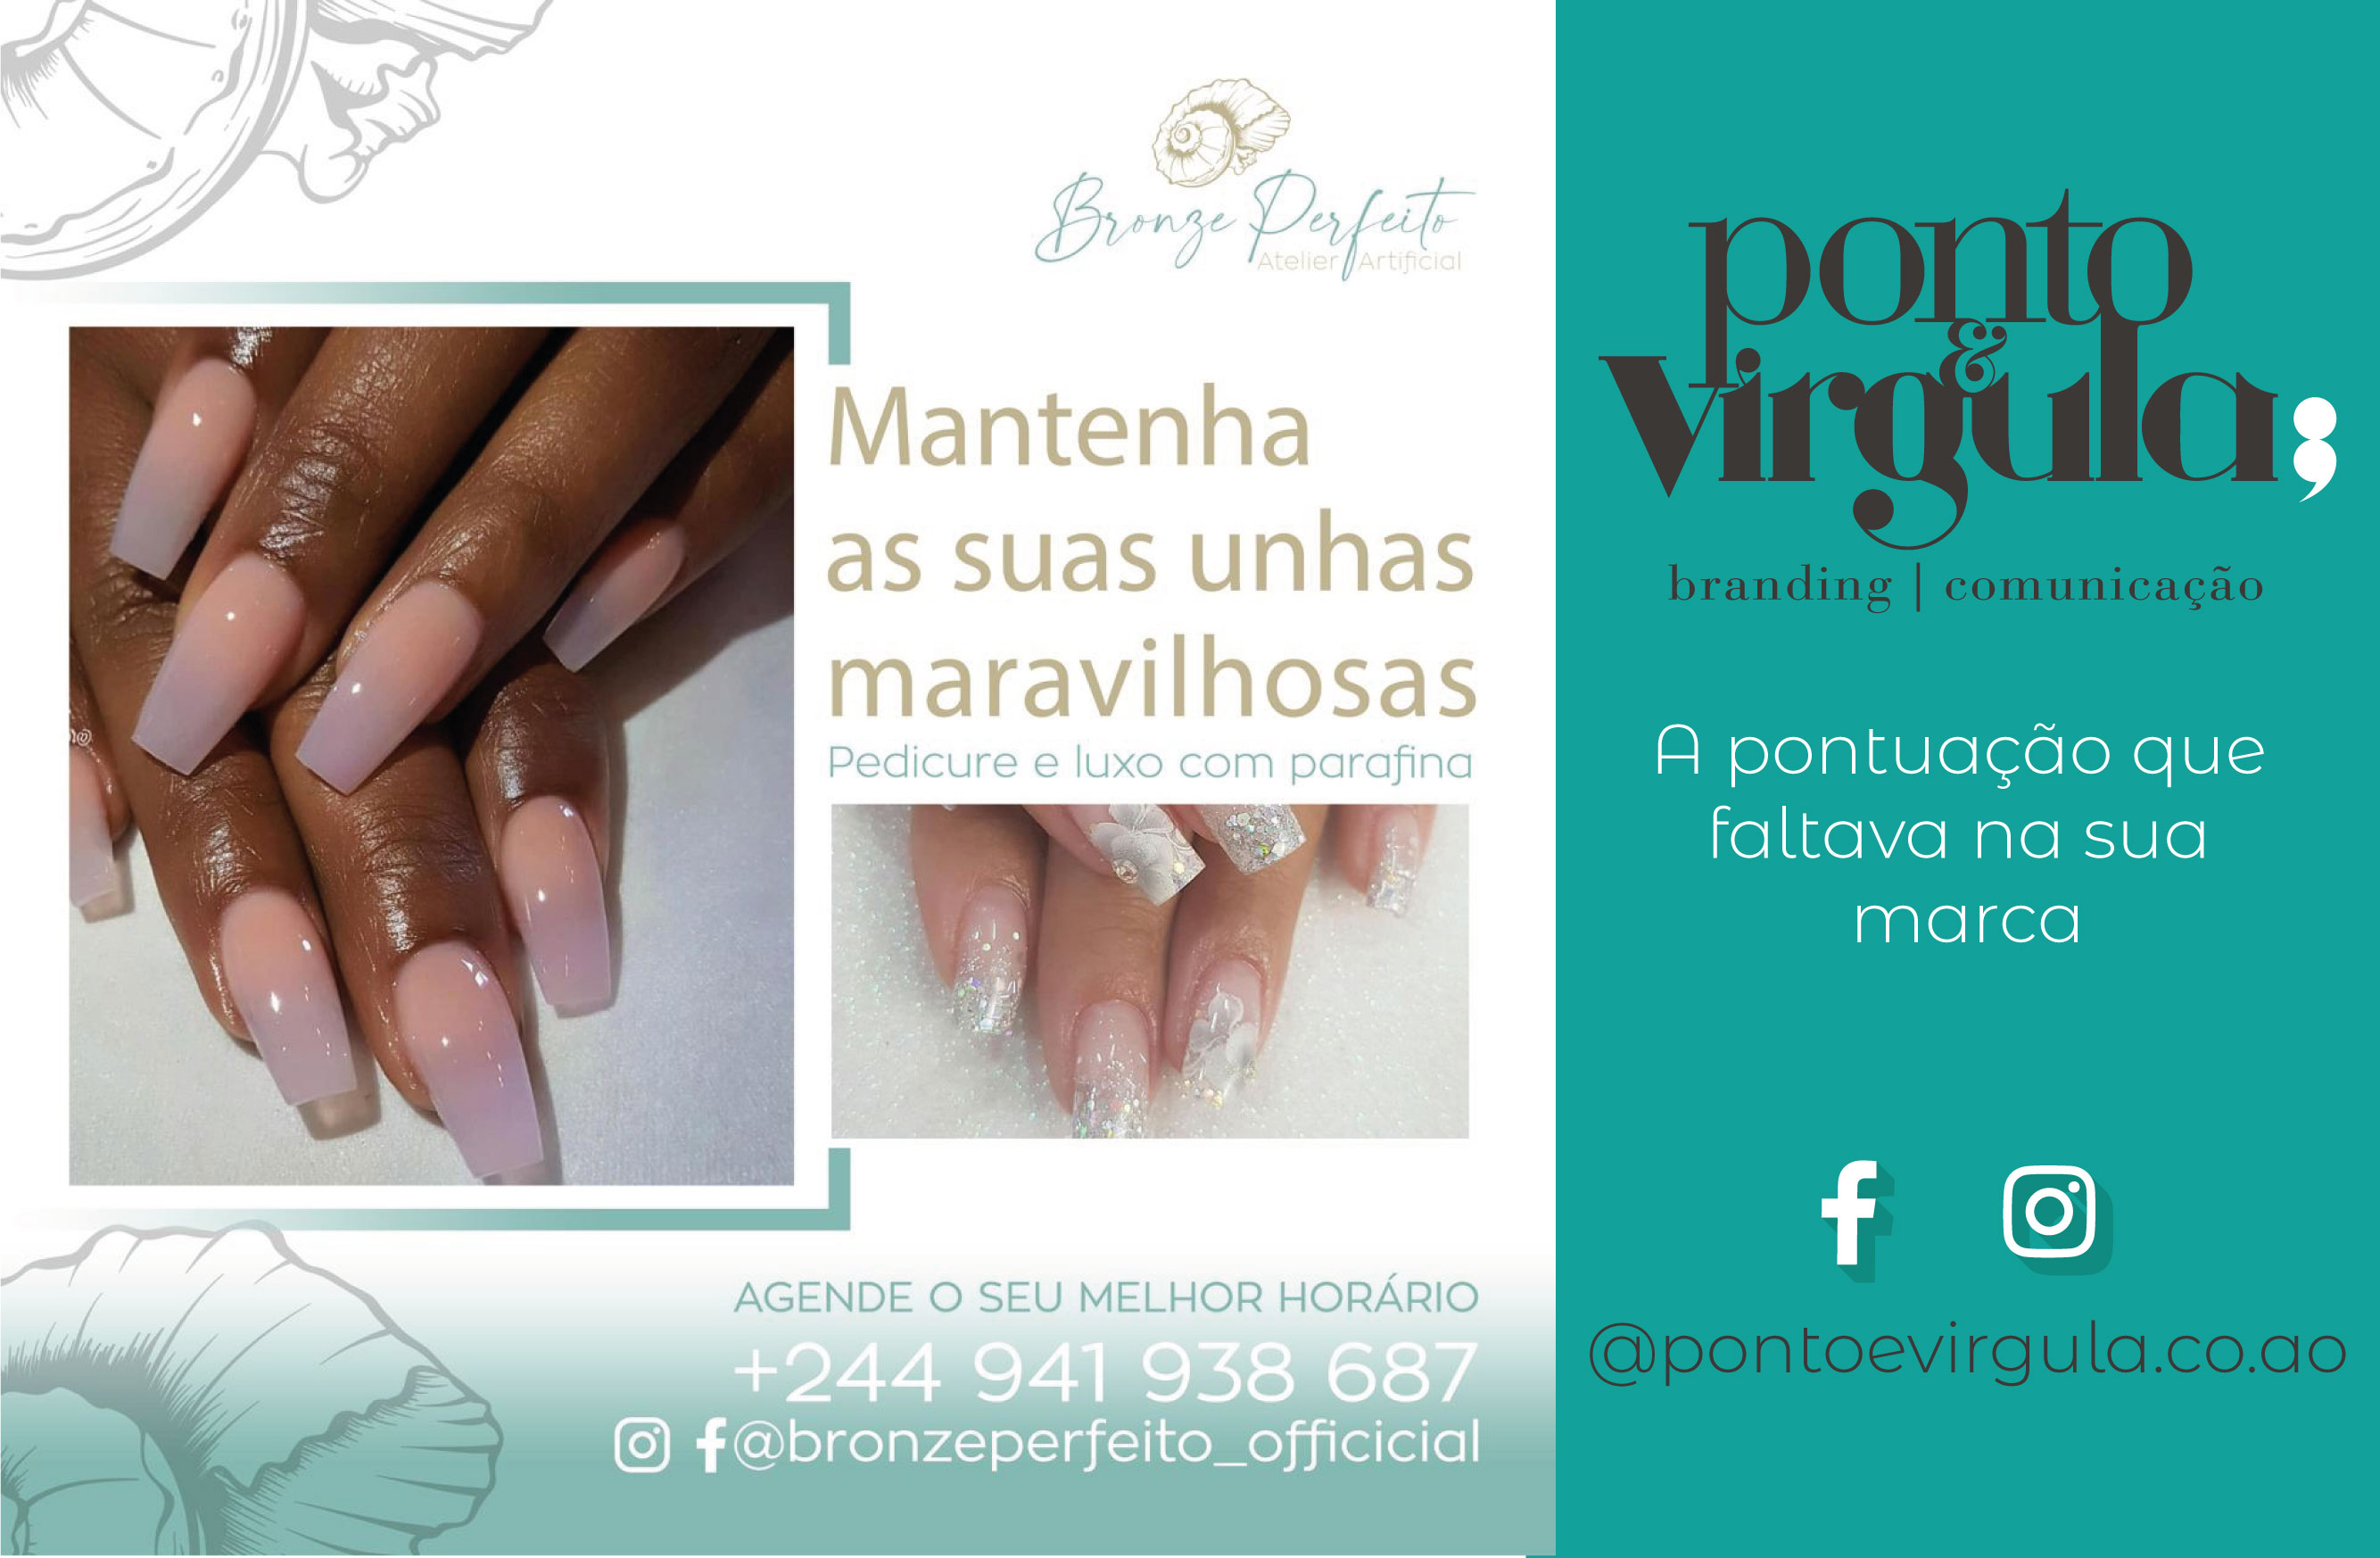 Bronze Perfeito
Atelier Artificial
Mantenha
as suas unhas
maravilhosas
Pedicure e luxo com parafina
AGENDE O SEU MELHOR HORÁRIO
+244 941 938 687
@bronzeperfeito_officicial
ponto
&
virgula;
branding | comunicação
A pontuação que
faltava na sua
marca
@pontoevirgula.co.ao